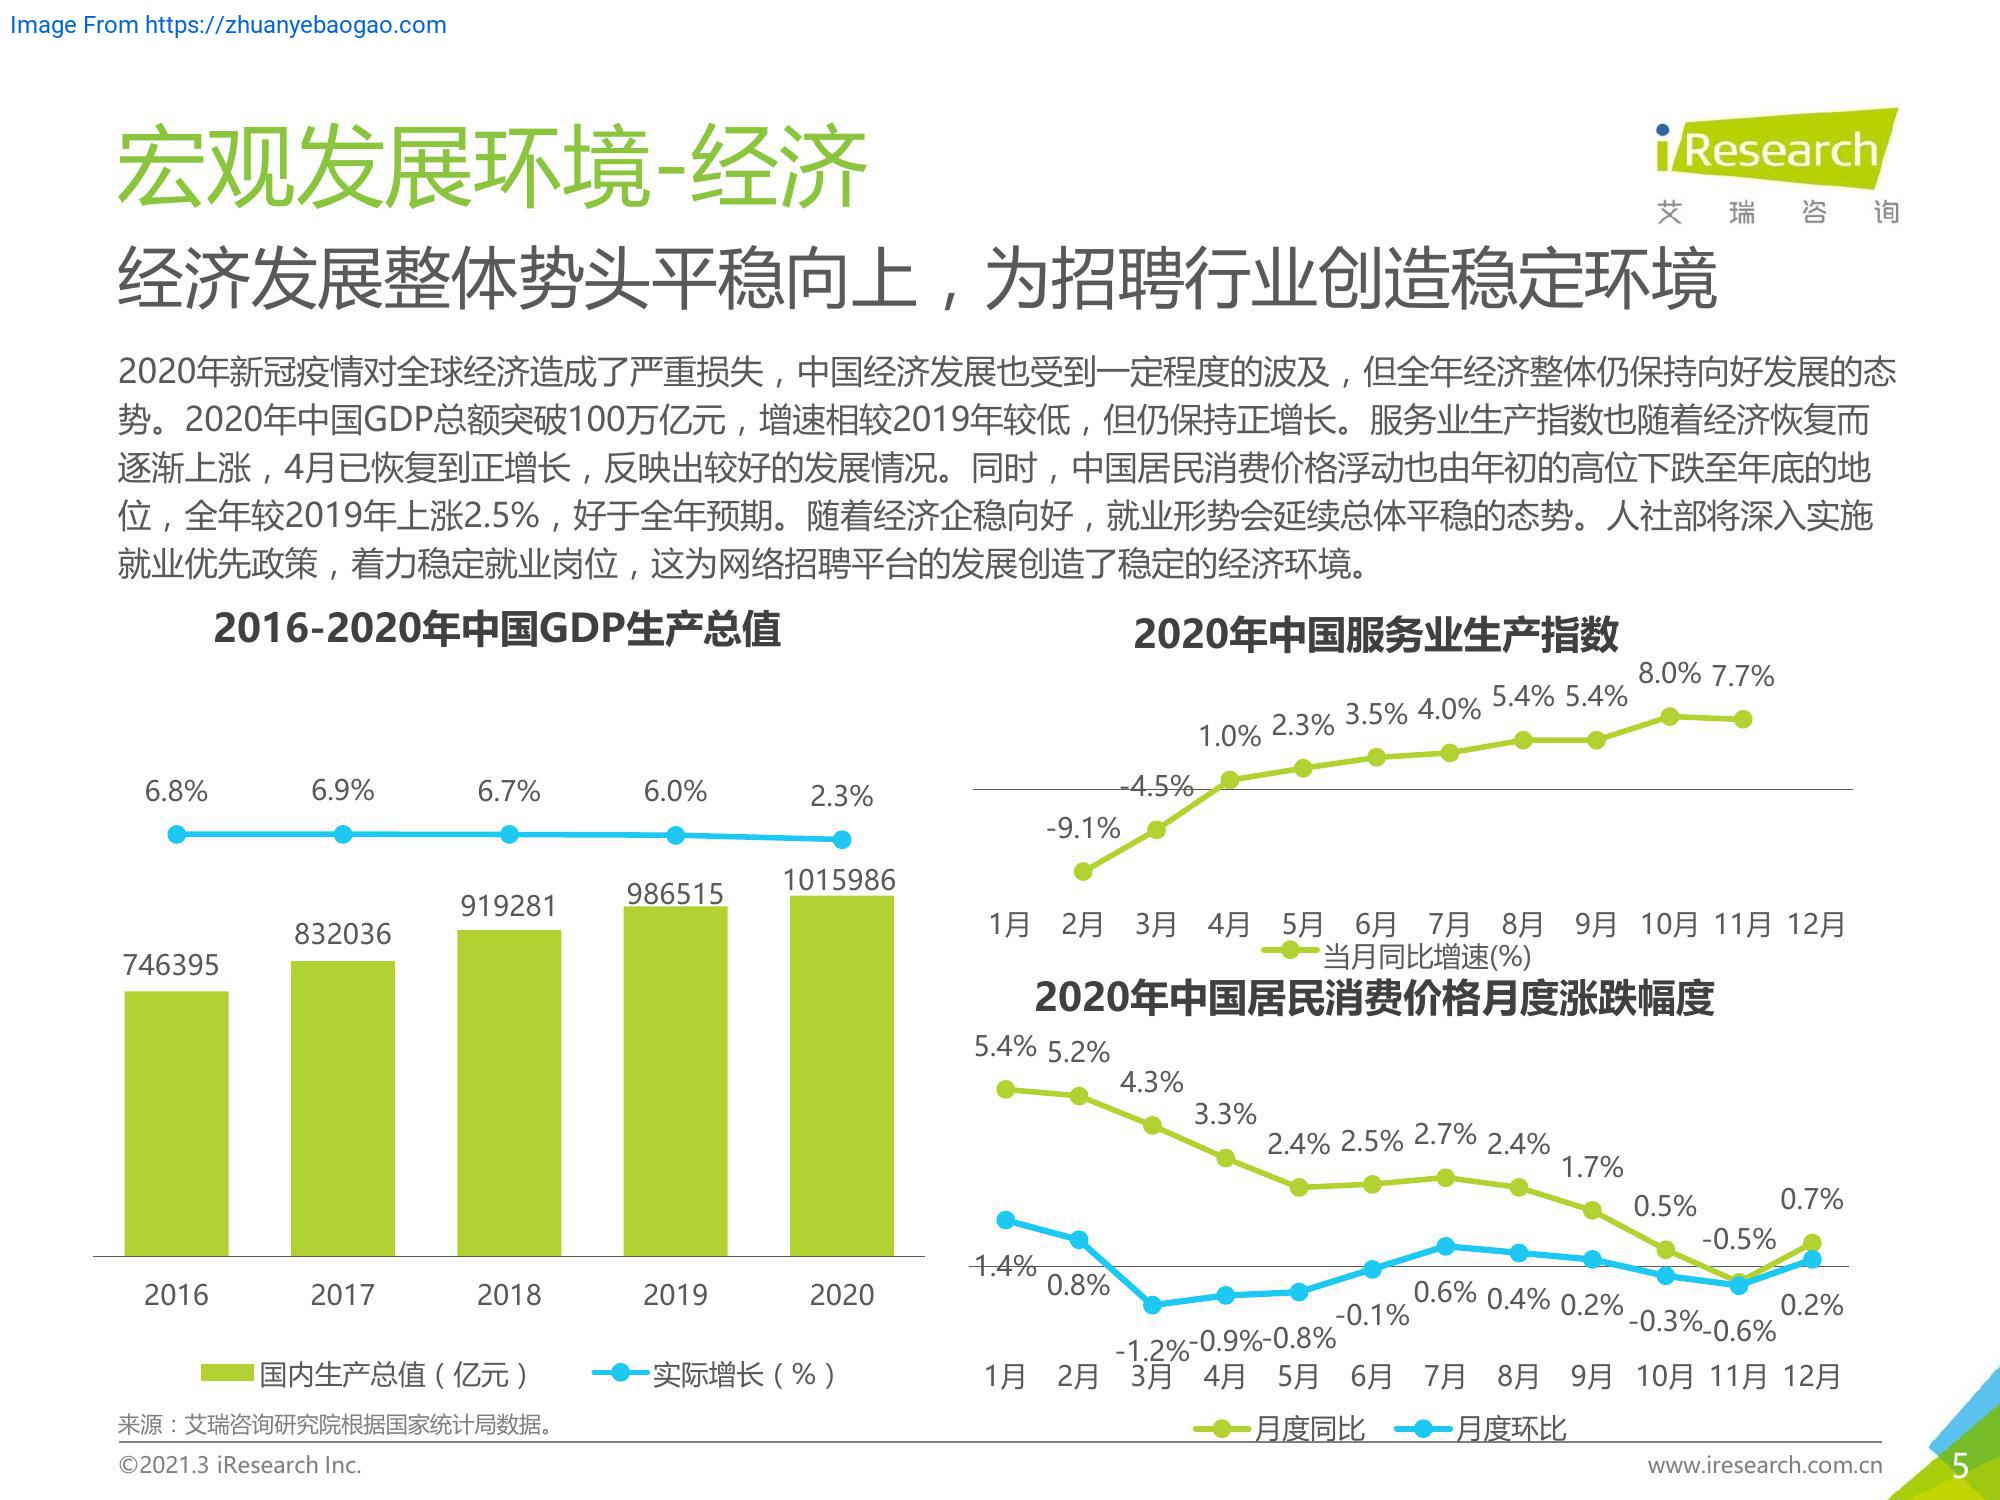 Image From https://zhuanyebaogao.com
宏观发展环境-经济
iResearch
艾瑞咨询
经济发展整体势头平稳向上，为招聘行业创造稳定环境
2020年新冠疫情对全球经济造成了严重损失，中国经济发展也受到一定程度的波及，但全年经济整体仍保持向好发展的态
势。2020年中国GDP总额突破100万亿元，增速相较2019年较低，但仍保持正增长。服务业生产指数也随着经济恢复而
逐渐上涨，4月已恢复到正增长，反映出较好的发展情况。同时，中国居民消费价格浮动也由年初的高位下跌至年底的地
位，全年较2019年上涨2.5%，好于全年预期。随着经济企稳向好，就业形势会延续总体平稳的态势。人社部将深入实施
就业优先政策，着力稳定就业岗位，这为网络招聘平台的发展创造了稳定的经济环境。
2016-2020年中国GDP生产总值
6.8% 6.9% 6.7% 6.0% 2.3%
746395 832036 919281 986515 1015986
2016 2017 2018 2019 2020
国内生产总值（亿元） 实际增长（%）
2020年中国服务业生产指数
-9.1% -4.5% 1.0% 2.3% 3.5% 4.0% 5.4% 5.4% 8.0% 7.7%
1月 2月 3月 4月 5月 6月 7月 8月 9月 10月 11月 12月
当月同比增速(%)
2020年中国居民消费价格月度涨跌幅度
5.4% 5.2% 4.3% 3.3% 2.4% 2.5% 2.7% 2.4% 1.7% 0.5% -0.5% 0.7%
1.4% 0.8% -1.2% -0.9% -0.8% -0.1% 0.6% 0.4% 0.2% -0.3% -0.6% 0.2%
1月 2月 3月 4月 5月 6月 7月 8月 9月 10月 11月 12月
月度同比 月度环比
来源：艾瑞咨询研究院根据国家统计局数据。
©2021.3 iResearch Inc.
www.iresearch.com.cn
5